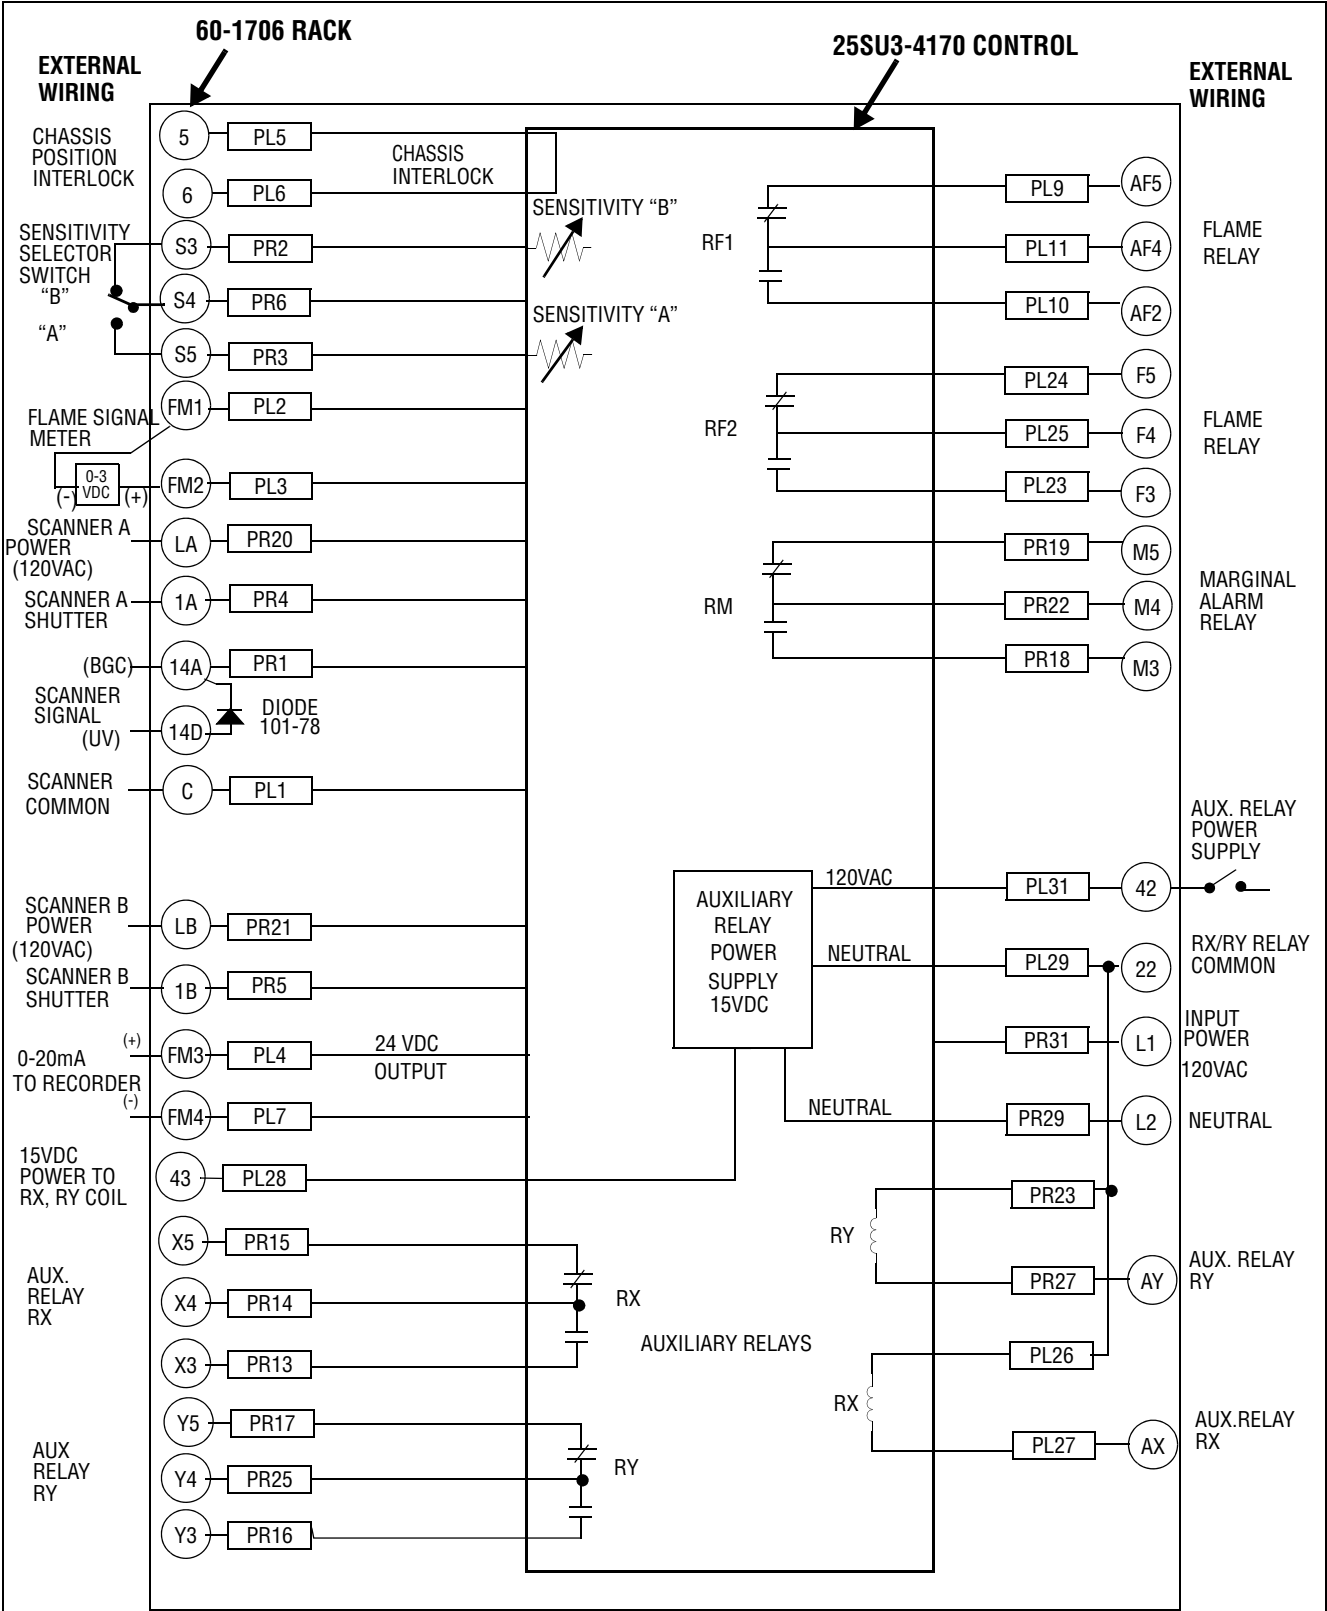 60-1706 RACK
25SU3-4170 CONTROL
EXTERNAL
WIRING
EXTERNAL
WIRING
CHASSIS
POSITION
INTERLOCK
5
PL5
CHASSIS
INTERLOCK
6
PL6
SENSITIVITY
SELECTOR
SWITCH
“B”
“A”
S3
PR2
SENSITIVITY “B”
S4
PR6
SENSITIVITY “A”
S5
PR3
FLAME SIGNAL
METER
FM1
PL2
0-3
VDC
(-)
(+)
FM2
PL3
SCANNER A
POWER
(120VAC)
LA
PR20
SCANNER A
SHUTTER
1A
PR4
(BGC)
14A
PR1
SCANNER
SIGNAL
(UV)
14D
DIODE
101-78
SCANNER
COMMON
C
PL1
SCANNER B
POWER
(120VAC)
LB
PR21
SCANNER B
SHUTTER
1B
PR5
0-20mA
TO RECORDER
(+)
(-)
FM3
PL4
24 VDC
OUTPUT
FM4
PL7
15VDC
POWER TO
RX, RY COIL
43
PL28
AUX.
RELAY
RX
X5
PR15
X4
PR14
X3
PR13
RX
AUXILIARY RELAYS
AUX
RELAY
RY
Y5
PR17
Y4
PR25
Y3
PR16
RY
RF1
PL9
AF5
PL11
AF4
PL10
AF2
FLAME
RELAY
RF2
PL24
F5
PL25
F4
PL23
F3
FLAME
RELAY
RM
PR19
M5
PR22
M4
PR18
M3
MARGINAL
ALARM
RELAY
AUXILIARY
RELAY
POWER
SUPPLY
15VDC
120VAC
PL31
42
AUX. RELAY
POWER
SUPPLY
NEUTRAL
PL29
22
RX/RY RELAY
COMMON
PR31
L1
INPUT
POWER
120VAC
NEUTRAL
PR29
L2
NEUTRAL
RY
PR23
PR27
AY
AUX. RELAY
RY
RX
PL26
PL27
AX
AUX.RELAY
RX